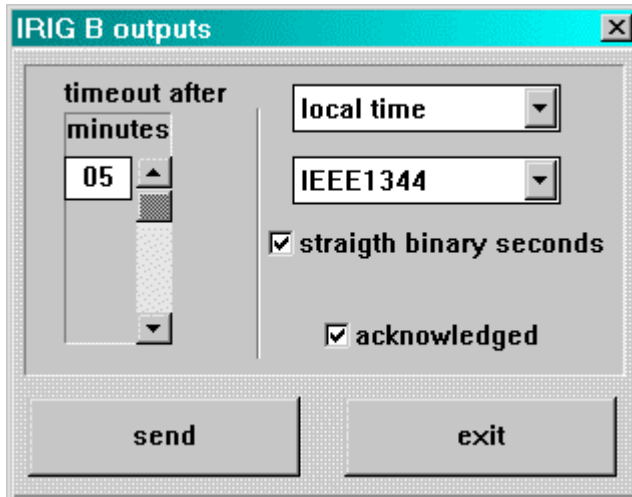 IRIG B outputs
timeout after
minutes
05
local time
IEEE1344
straigth binary seconds
acknowledged
send
exit